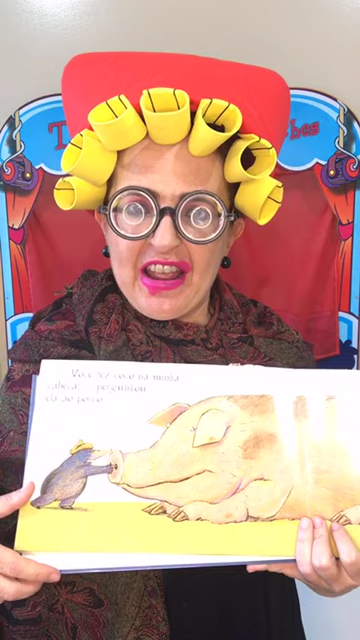 Você fez cocô na minha
cabeça? – perguntou
ela ao porco.